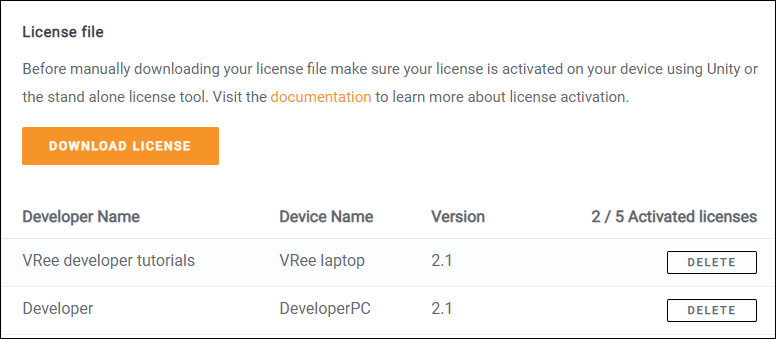 License file
Before manually downloading your license file make sure your license is activated on your device using Unity or
the stand alone license tool. Visit the documentation to learn more about license activation.
DOWNLOAD LICENSE
Developer Name Device Name Version 2 / 5 Activated licenses
VRee developer tutorials VRee laptop 2.1 DELETE
Developer DeveloperPC 2.1 DELETE